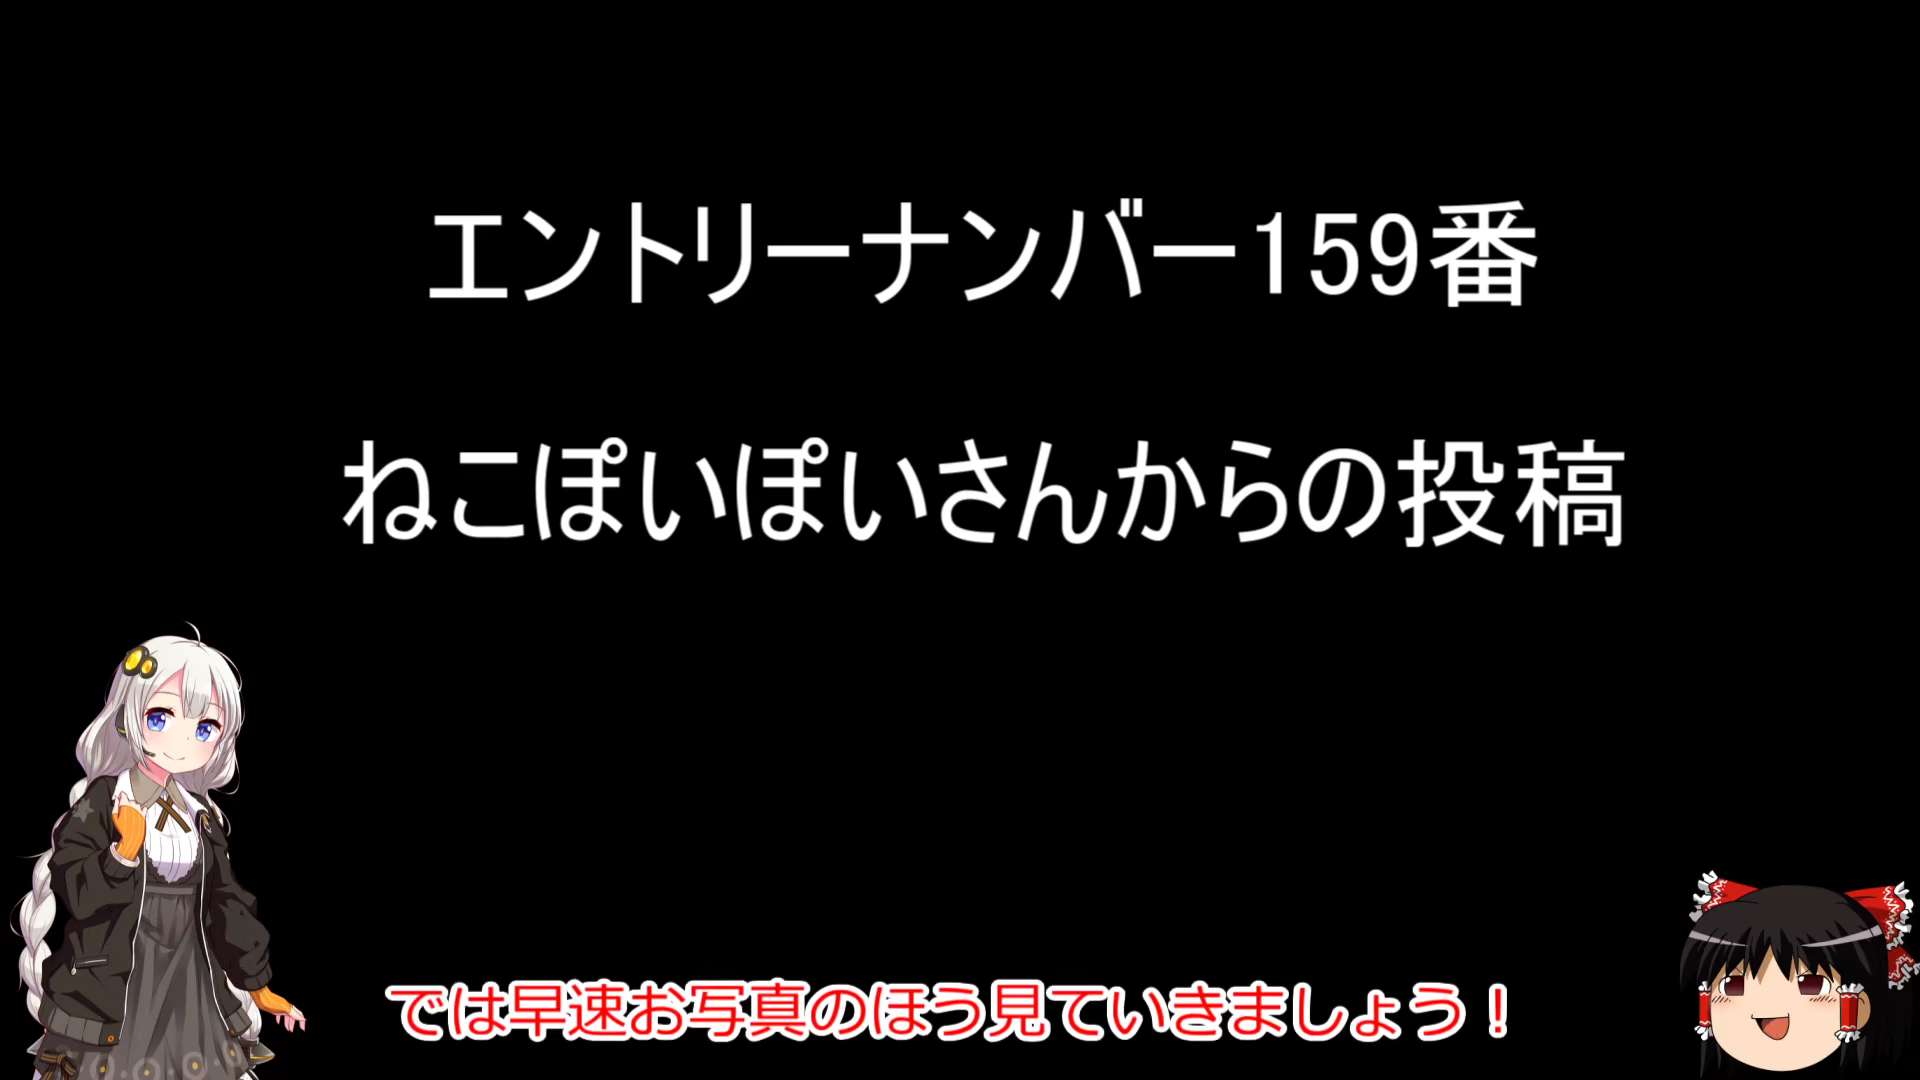 エントリーナンバー159番
ねこぽいぽいさんからの投稿
では早速お写真のほう見ていきましょう！